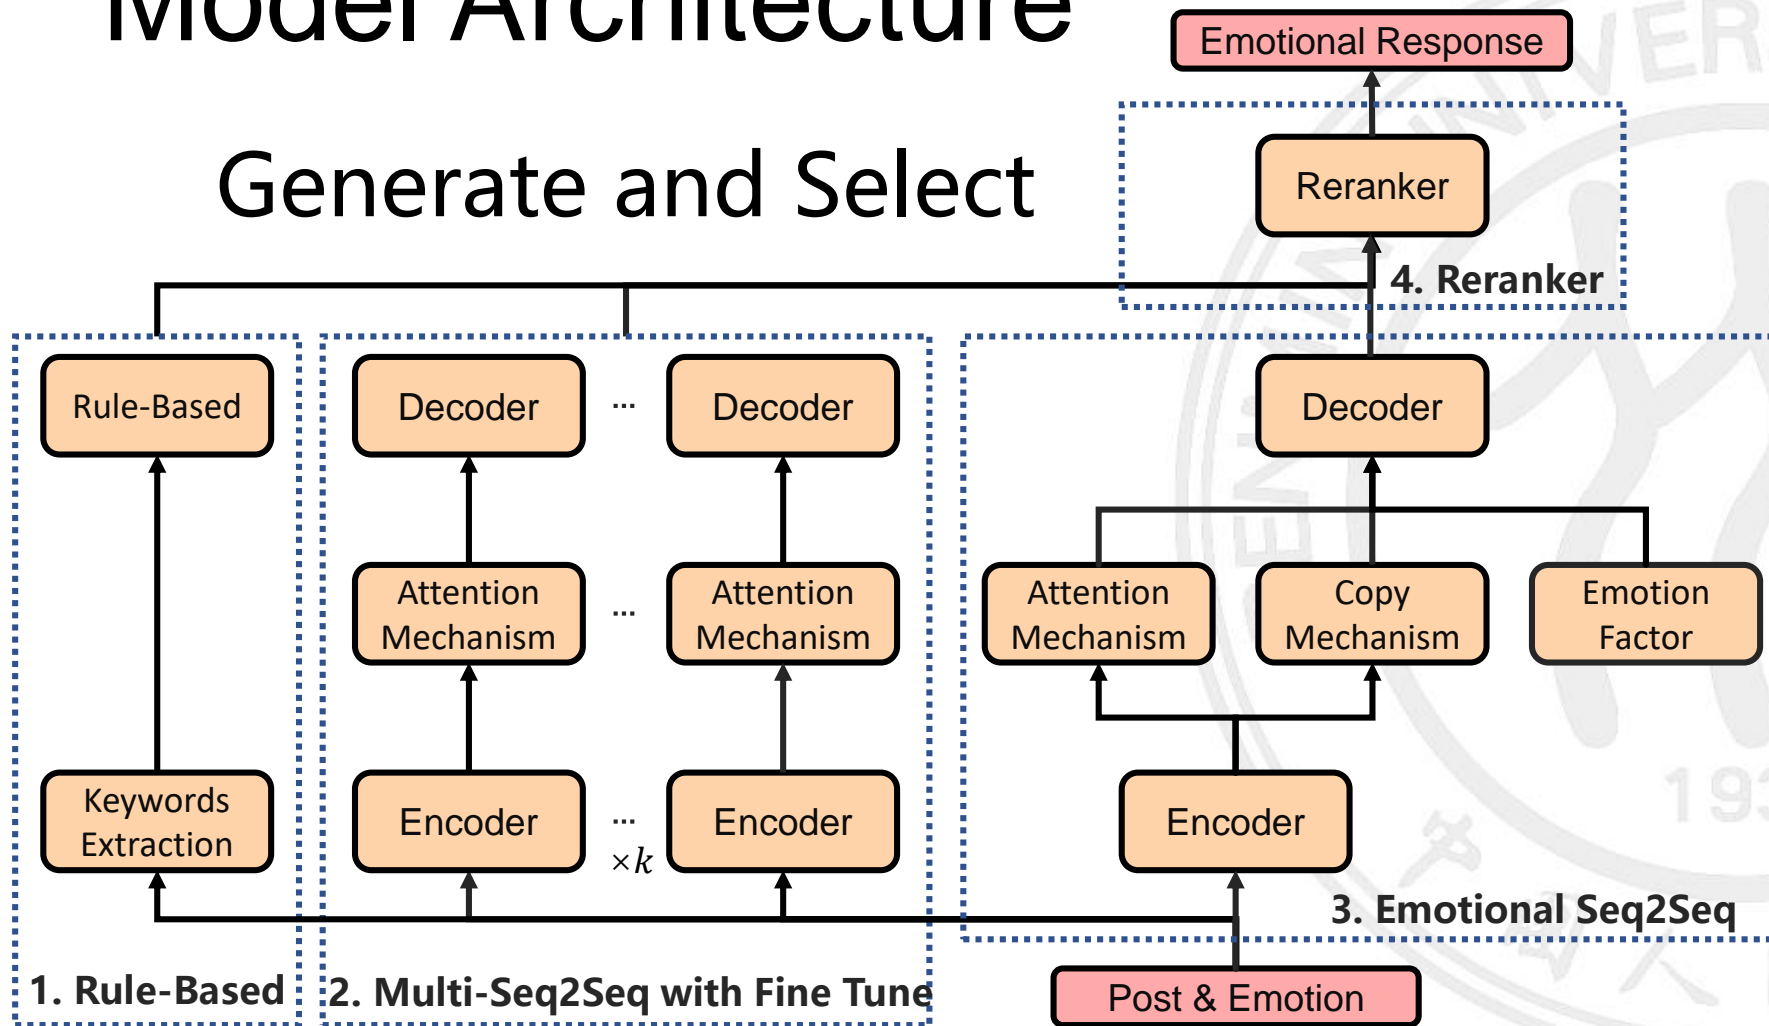 Model Architecture
Emotional Response
Generate and Select
Reranker
4. Reranker
Rule-Based
Decoder
...
Decoder
Decoder
Attention
Mechanism
...
Attention
Mechanism
Attention
Mechanism
Copy
Mechanism
Emotion
Factor
Keywords
Extraction
Encoder
...
×k
Encoder
Encoder
3. Emotional Seq2Seq
1. Rule-Based
2. Multi-Seq2Seq with Fine Tune
Post & Emotion